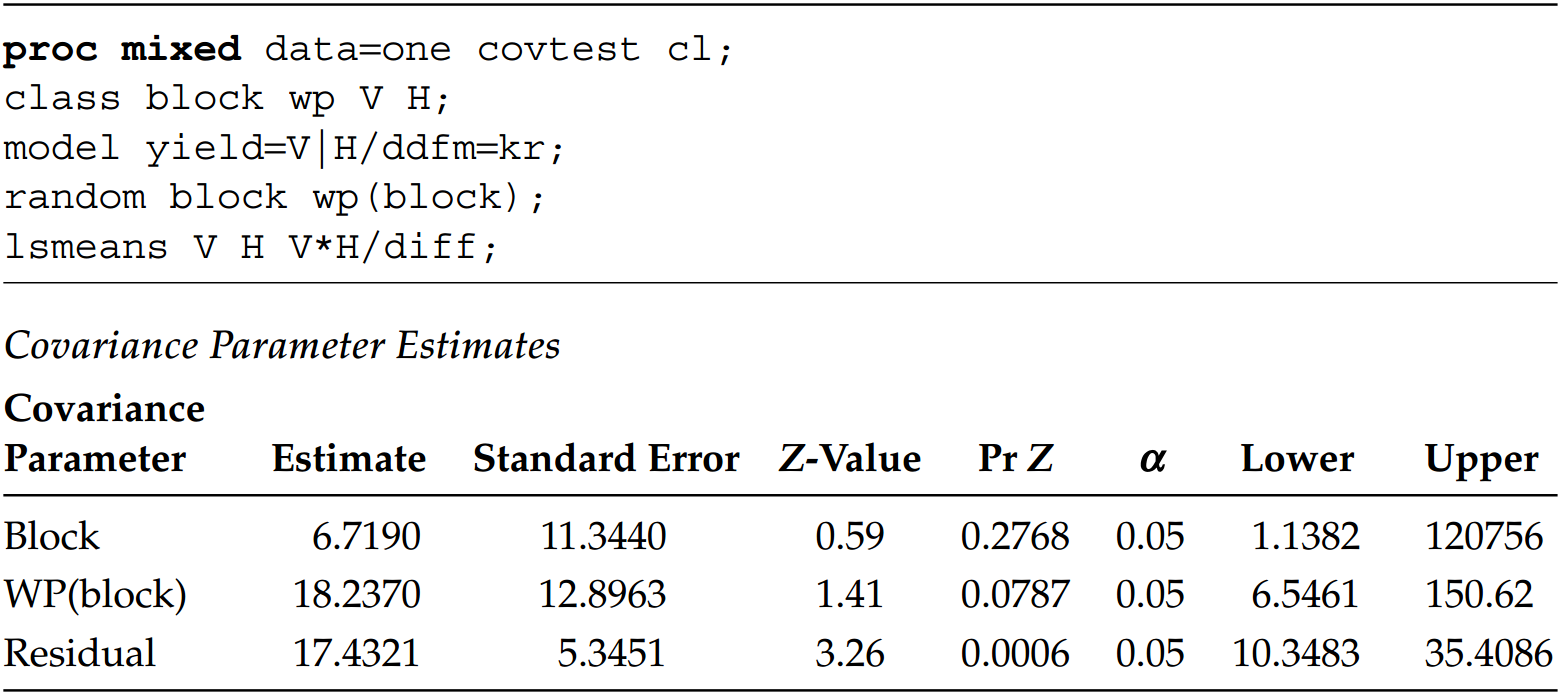 proc mixed data=one covtest cl;
class block wp V H;
model yield=V|H/ddfm=kr;
random block wp(block);
lsmeans V H V*H/diff;
Covariance Parameter Estimates
Covariance
Parameter Estimate Standard Error Z-Value Pr Z α Lower Upper
Block 6.7190 11.3440 0.59 0.2768 0.05 1.1382 120756
WP(block) 18.2370 12.8963 1.41 0.0787 0.05 6.5461 150.62
Residual 17.4321 5.3451 3.26 0.0006 0.05 10.3483 35.4086